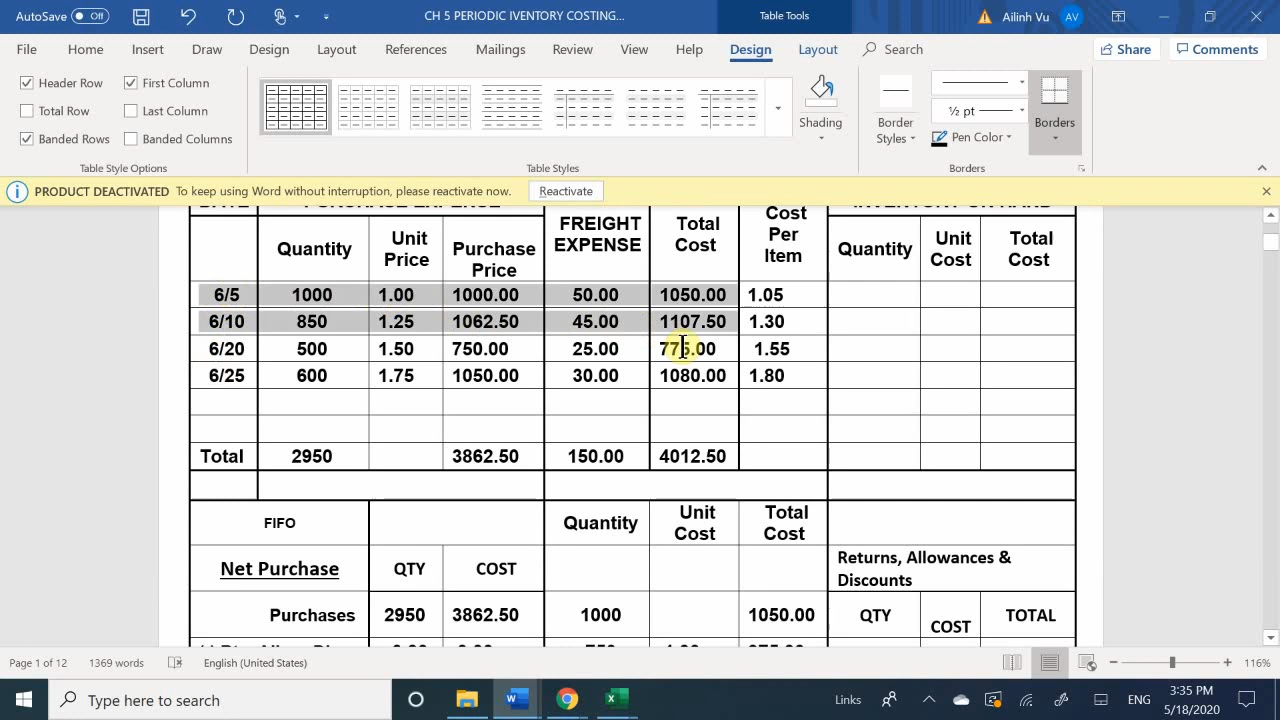 AutoSave Off CH 5 PERIODIC IVENTORY COSTING... Table Tools Ailinh Vu AV
File Home Insert Draw Design Layout References Mailings Review View Help Design Layout Search Share Comments
Header Row First Column
Total Row Last Column
Banded Rows Banded Columns
Shading Border Styles ½ pt Pen Color Borders
Table Style Options Table Styles Borders
PRODUCT DEACTIVATED To keep using Word without interruption, please reactivate now. Reactivate
DATE PURCHASE EXPENSE INVENTORY ON HAND
Quantity Unit Price Purchase Price FREIGHT EXPENSE Total Cost Cost Per Item Quantity Unit Cost Total Cost
6/5 1000 1.00 1000.00 50.00 1050.00 1.05
6/10 850 1.25 1062.50 45.00 1107.50 1.30
6/20 500 1.50 750.00 25.00 775.00 1.55
6/25 600 1.75 1050.00 30.00 1080.00 1.80
Total 2950 3862.50 150.00 4012.50
FIFO Quantity Unit Cost Total Cost
Net Purchase QTY COST Returns, Allowances & Discounts
Purchases 2950 3862.50 1000 1050.00 QTY COST TOTAL
Page 1 of 12 1369 words English (United States) 116%
Type here to search Links ENG 3:35 PM
5/18/2020